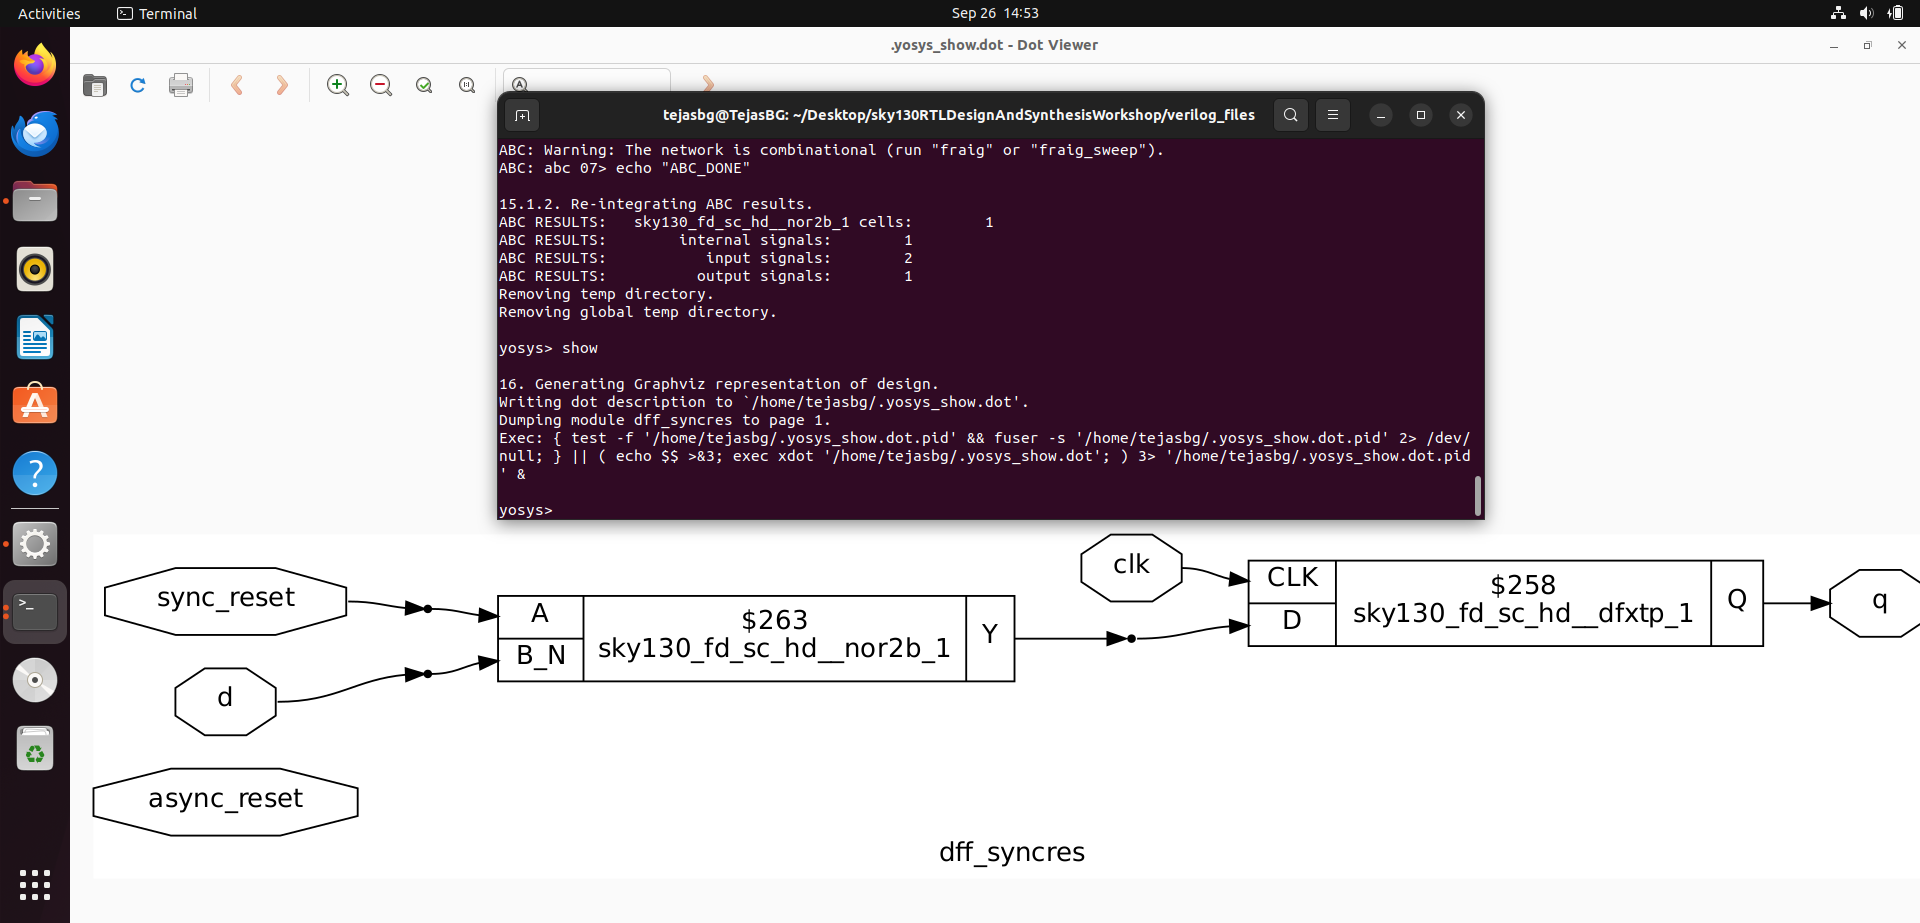 Activities
Terminal
Sep 26 14:53
.yosys_show.dot - Dot Viewer
tejasbg@TejasBG: ~/Desktop/sky130RTLDesignAndSynthesisWorkshop/verilog_files
ABC: Warning: The network is combinational (run "fraig" or "fraig_sweep").
ABC: abc 07> echo "ABC_DONE"
15.1.2. Re-integrating ABC results.
ABC RESULTS:   sky130_fd_sc_hd__nor2b_1 cells:        1
ABC RESULTS:        internal signals:        1
ABC RESULTS:           input signals:        2
ABC RESULTS:          output signals:        1
Removing temp directory.
Removing global temp directory.
yosys> show
16. Generating Graphviz representation of design.
Writing dot description to `/home/tejasbg/.yosys_show.dot'.
Dumping module dff_syncres to page 1.
Exec: { test -f '/home/tejasbg/.yosys_show.dot.pid' && fuser -s '/home/tejasbg/.yosys_show.dot.pid' 2> /dev/
null; } || ( echo $$ >&3; exec xdot '/home/tejasbg/.yosys_show.dot'; ) 3> '/home/tejasbg/.yosys_show.dot.pid
' &
yosys>
sync_reset
d
async_reset
A
B_N
$263
sky130_fd_sc_hd__nor2b_1
Y
clk
CLK
D
$258
sky130_fd_sc_hd__dfxtp_1
Q
q
dff_syncres